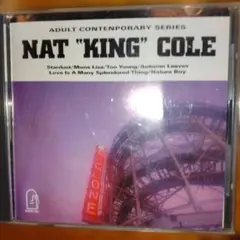 ADULT CONTENPORARY SERIES
NAT "KING" COLE
Stardust/Mona Lisa/Too Young/Autumn Leaves
Love Is A Many Splendored Thing/Nature Boy